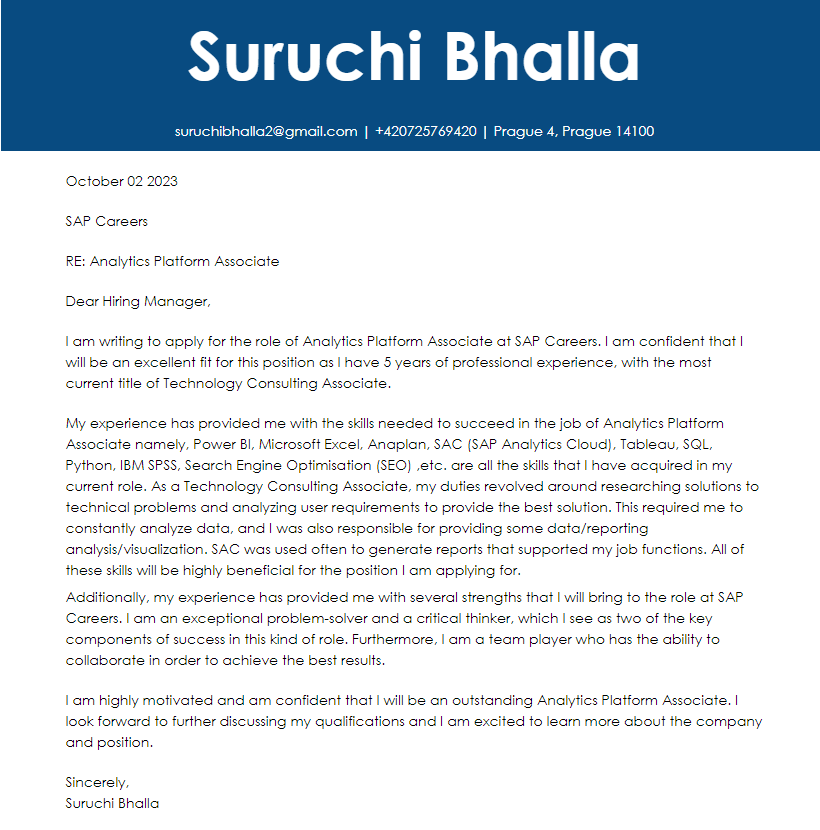 Suruchi Bhalla
suruchibhalla2@gmail.com | +420725769420 | Prague 4, Prague 14100
October 02 2023
SAP Careers
RE: Analytics Platform Associate
Dear Hiring Manager,
I am writing to apply for the role of Analytics Platform Associate at SAP Careers. I am confident that I
will be an excellent fit for this position as I have 5 years of professional experience, with the most
current title of Technology Consulting Associate.
My experience has provided me with the skills needed to succeed in the job of Analytics Platform
Associate namely, Power BI, Microsoft Excel, Anaplan, SAC (SAP Analytics Cloud), Tableau, SQL,
Python, IBM SPSS, Search Engine Optimisation (SEO) ,etc. are all the skills that I have acquired in my
current role. As a Technology Consulting Associate, my duties revolved around researching solutions to
technical problems and analyzing user requirements to provide the best solution. This required me to
constantly analyze data, and I was also responsible for providing some data/reporting
analysis/visualization. SAC was used often to generate reports that supported my job functions. All of
these skills will be highly beneficial for the position I am applying for.
Additionally, my experience has provided me with several strengths that I will bring to the role at SAP
Careers. I am an exceptional problem-solver and a critical thinker, which I see as two of the key
components of success in this kind of role. Furthermore, I am a team player who has the ability to
collaborate in order to achieve the best results.
I am highly motivated and am confident that I will be an outstanding Analytics Platform Associate. I
look forward to further discussing my qualifications and I am excited to learn more about the company
and position.
Sincerely,
Suruchi Bhalla